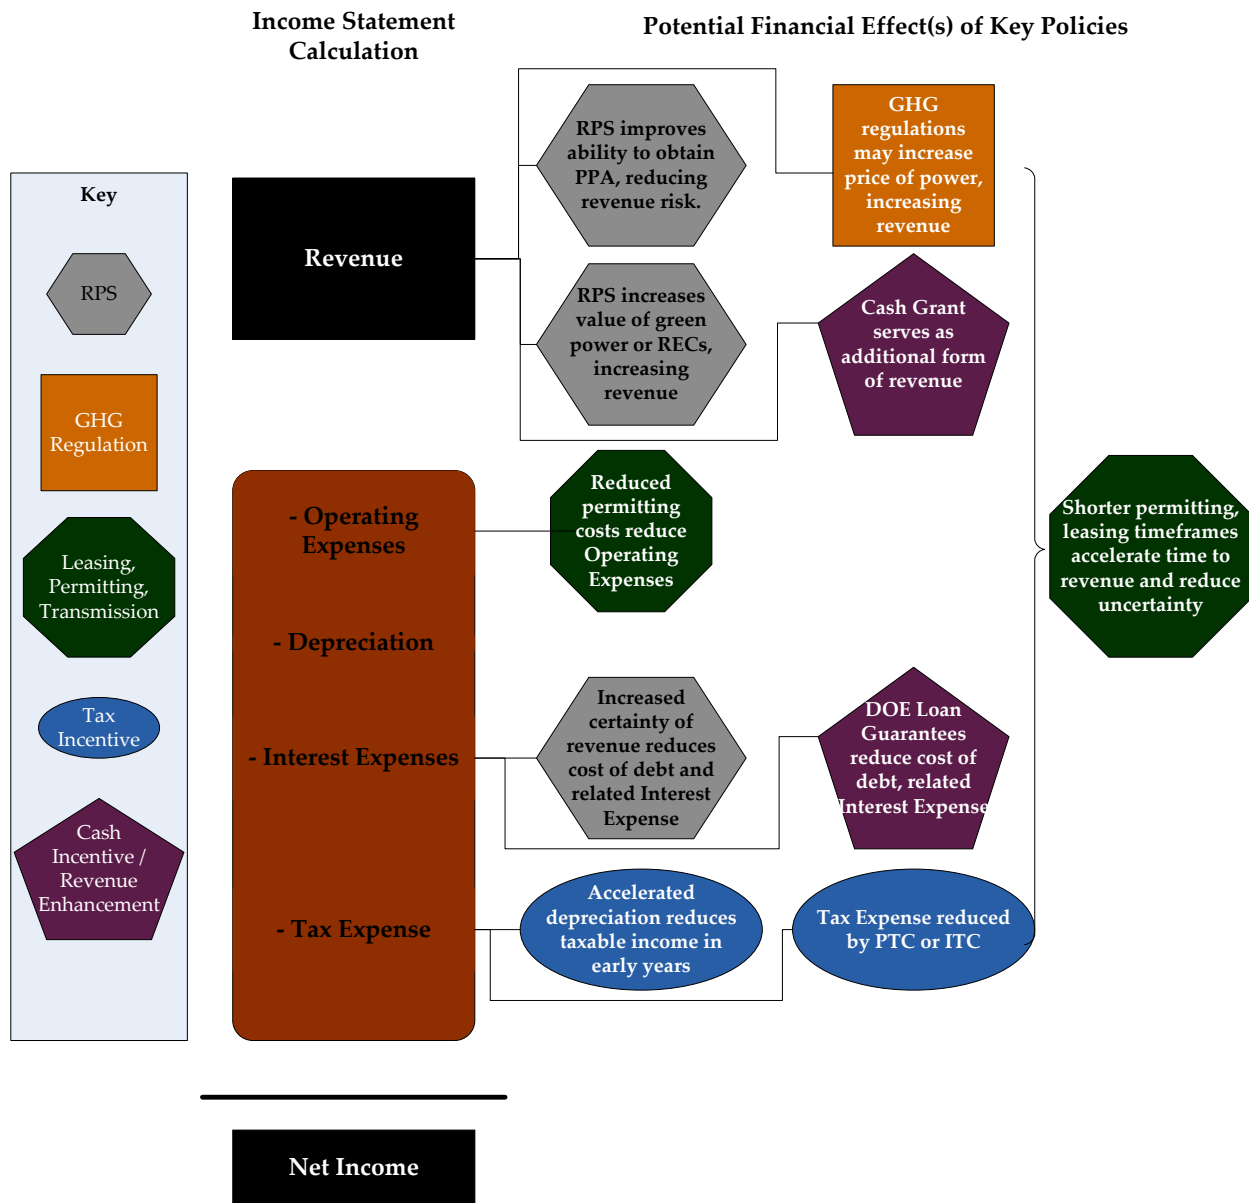 Income Statement
Calculation
Potential Financial Effect(s) of Key Policies
Key
RPS
GHG
Regulation
Leasing,
Permitting,
Transmission
Tax
Incentive
Cash
Incentive /
Revenue
Enhancement
Revenue
RPS improves
ability to obtain
PPA, reducing
revenue risk.
GHG
regulations
may increase
price of power,
increasing
revenue
RPS increases
value of green
power or RECs,
increasing
revenue
Cash Grant
serves as
additional form
of revenue
- Operating
Expenses
Reduced
permitting
costs reduce
Operating
Expenses
Shorter permitting,
leasing timeframes
accelerate time to
revenue and reduce
uncertainty
- Depreciation
- Interest Expenses
Increased
certainty of
revenue reduces
cost of debt and
related Interest
Expense
DOE Loan
Guarantees
reduce cost of
debt, related
Interest Expense
- Tax Expense
Accelerated
depreciation reduces
taxable income in
early years
Tax Expense reduced
by PTC or ITC
Net Income